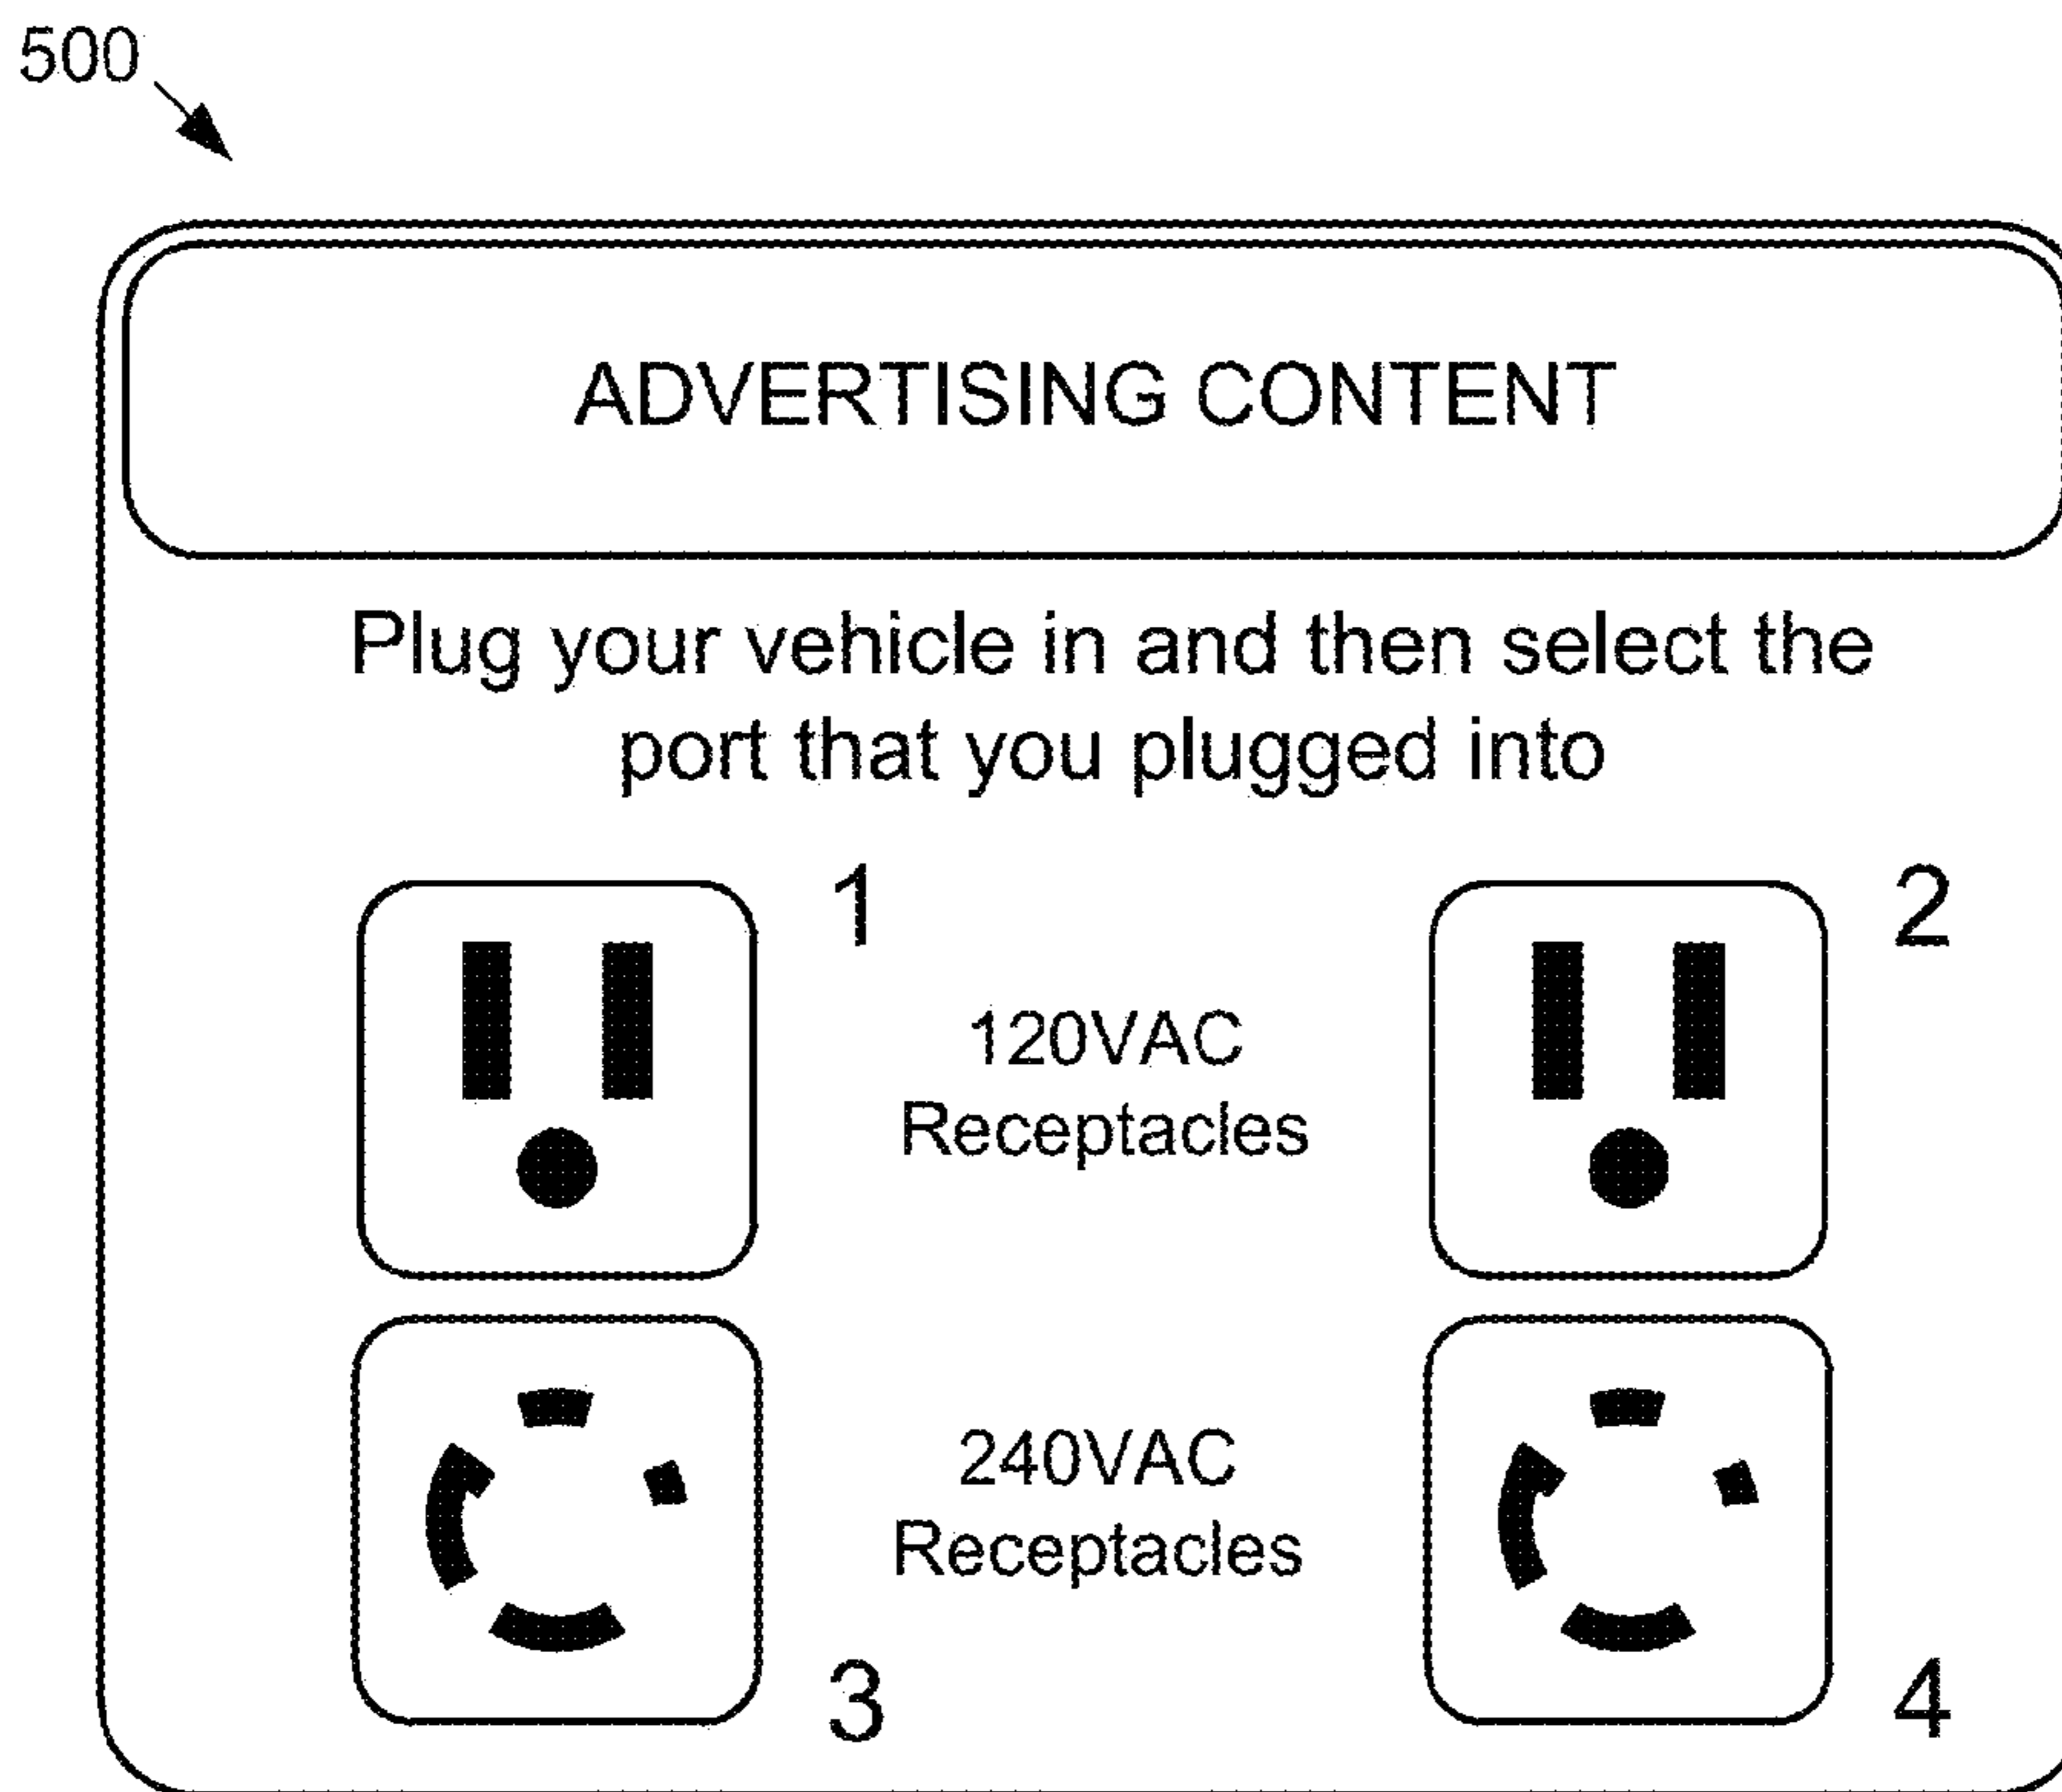 500
ADVERTISING CONTENT
Plug your vehicle in and then select the
port that you plugged into
1
2
120VAC
Receptacles
240VAC
Receptacles
3
4